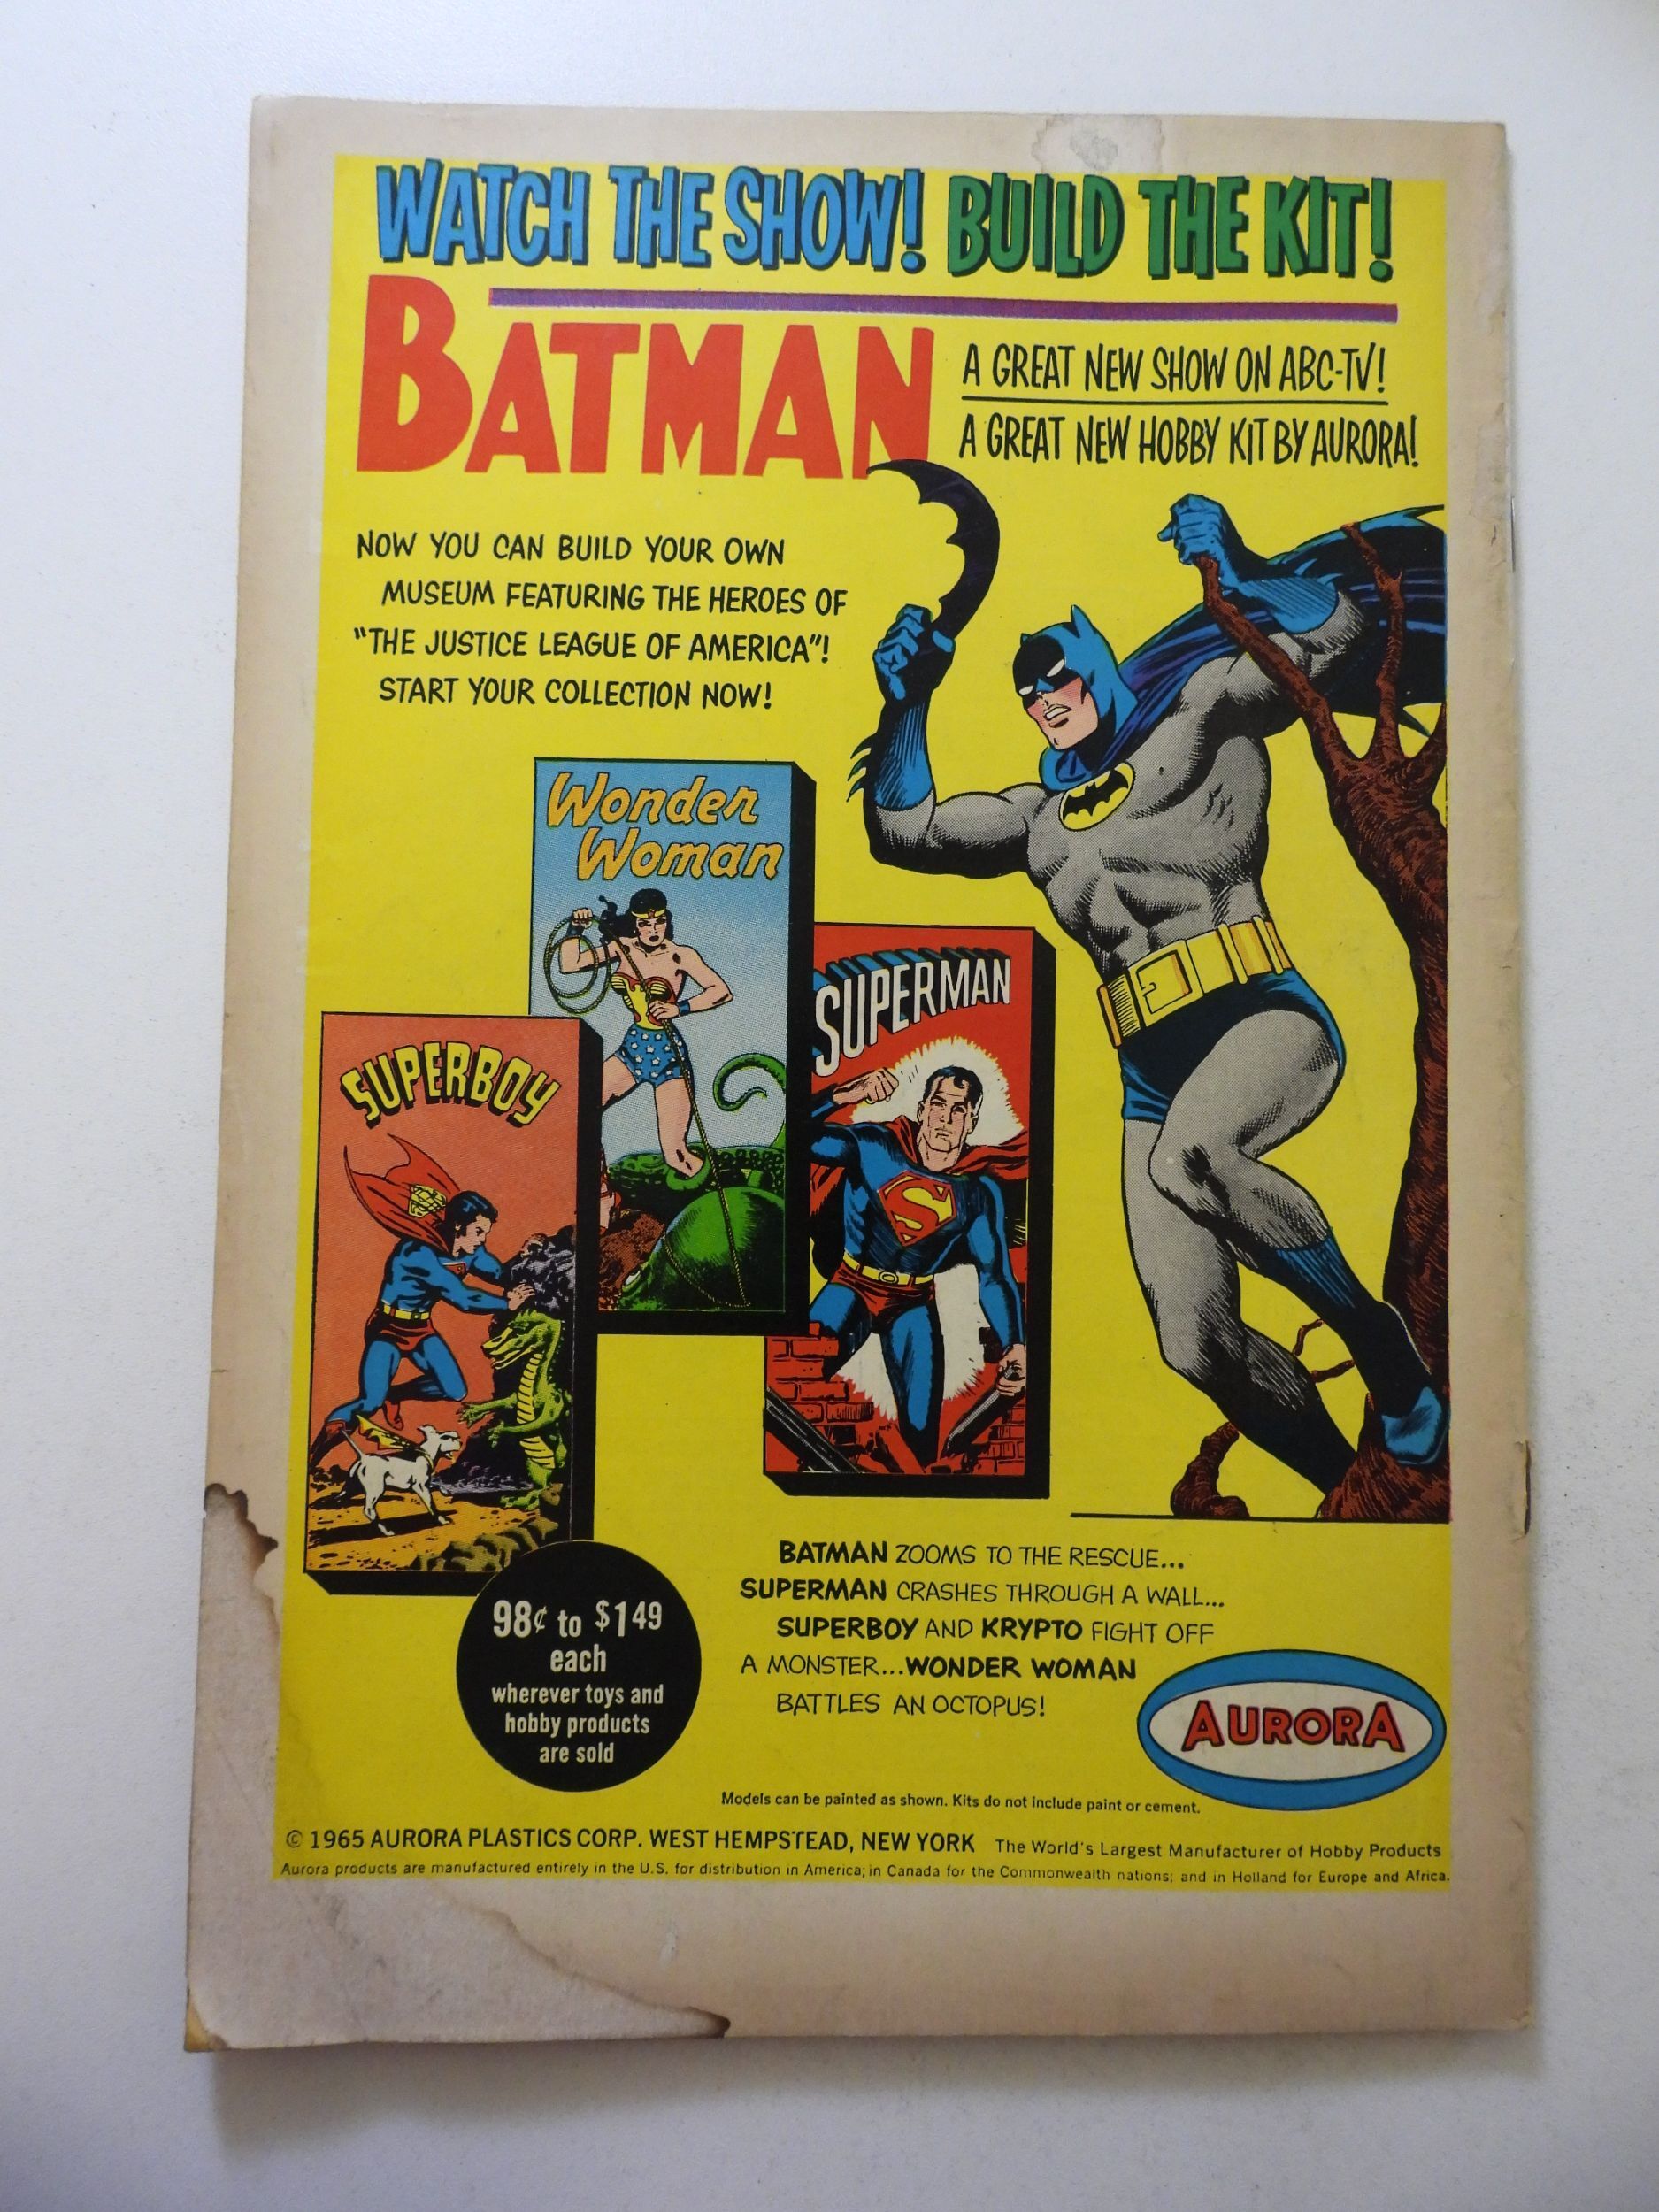 WATCH THE SHOW! BUILD THE KIT!
BATMAN
A GREAT NEW SHOW ON ABC-TV!
A GREAT NEW HOBBY KIT BY AURORA!
NOW YOU CAN BUILD YOUR OWN
MUSEUM FEATURING THE HEROES OF
"THE JUSTICE LEAGUE OF AMERICA"!
START YOUR COLLECTION NOW!
Wonder
Woman
SUPERMAN
SUPERBOY
S
98¢ to $1 49
each
wherever toys and
hobby products
are sold
BATMAN ZOOMS TO THE RESCUE...
SUPERMAN CRASHES THROUGH A WALL...
SUPERBOY AND KRYPTO FIGHT OFF
A MONSTER...WONDER WOMAN
BATTLES AN OCTOPUS!
AURORA
Models can be painted as shown. Kits do not include paint or cement.
© 1965 AURORA PLASTICS CORP. WEST HEMPSTEAD, NEW YORK The World's Largest Manufacturer of Hobby Products
Aurora products are manufactured entirely in the U.S. for distribution in America; in Canada for the Commonwealth nations; and in Holland for Europe and Africa.